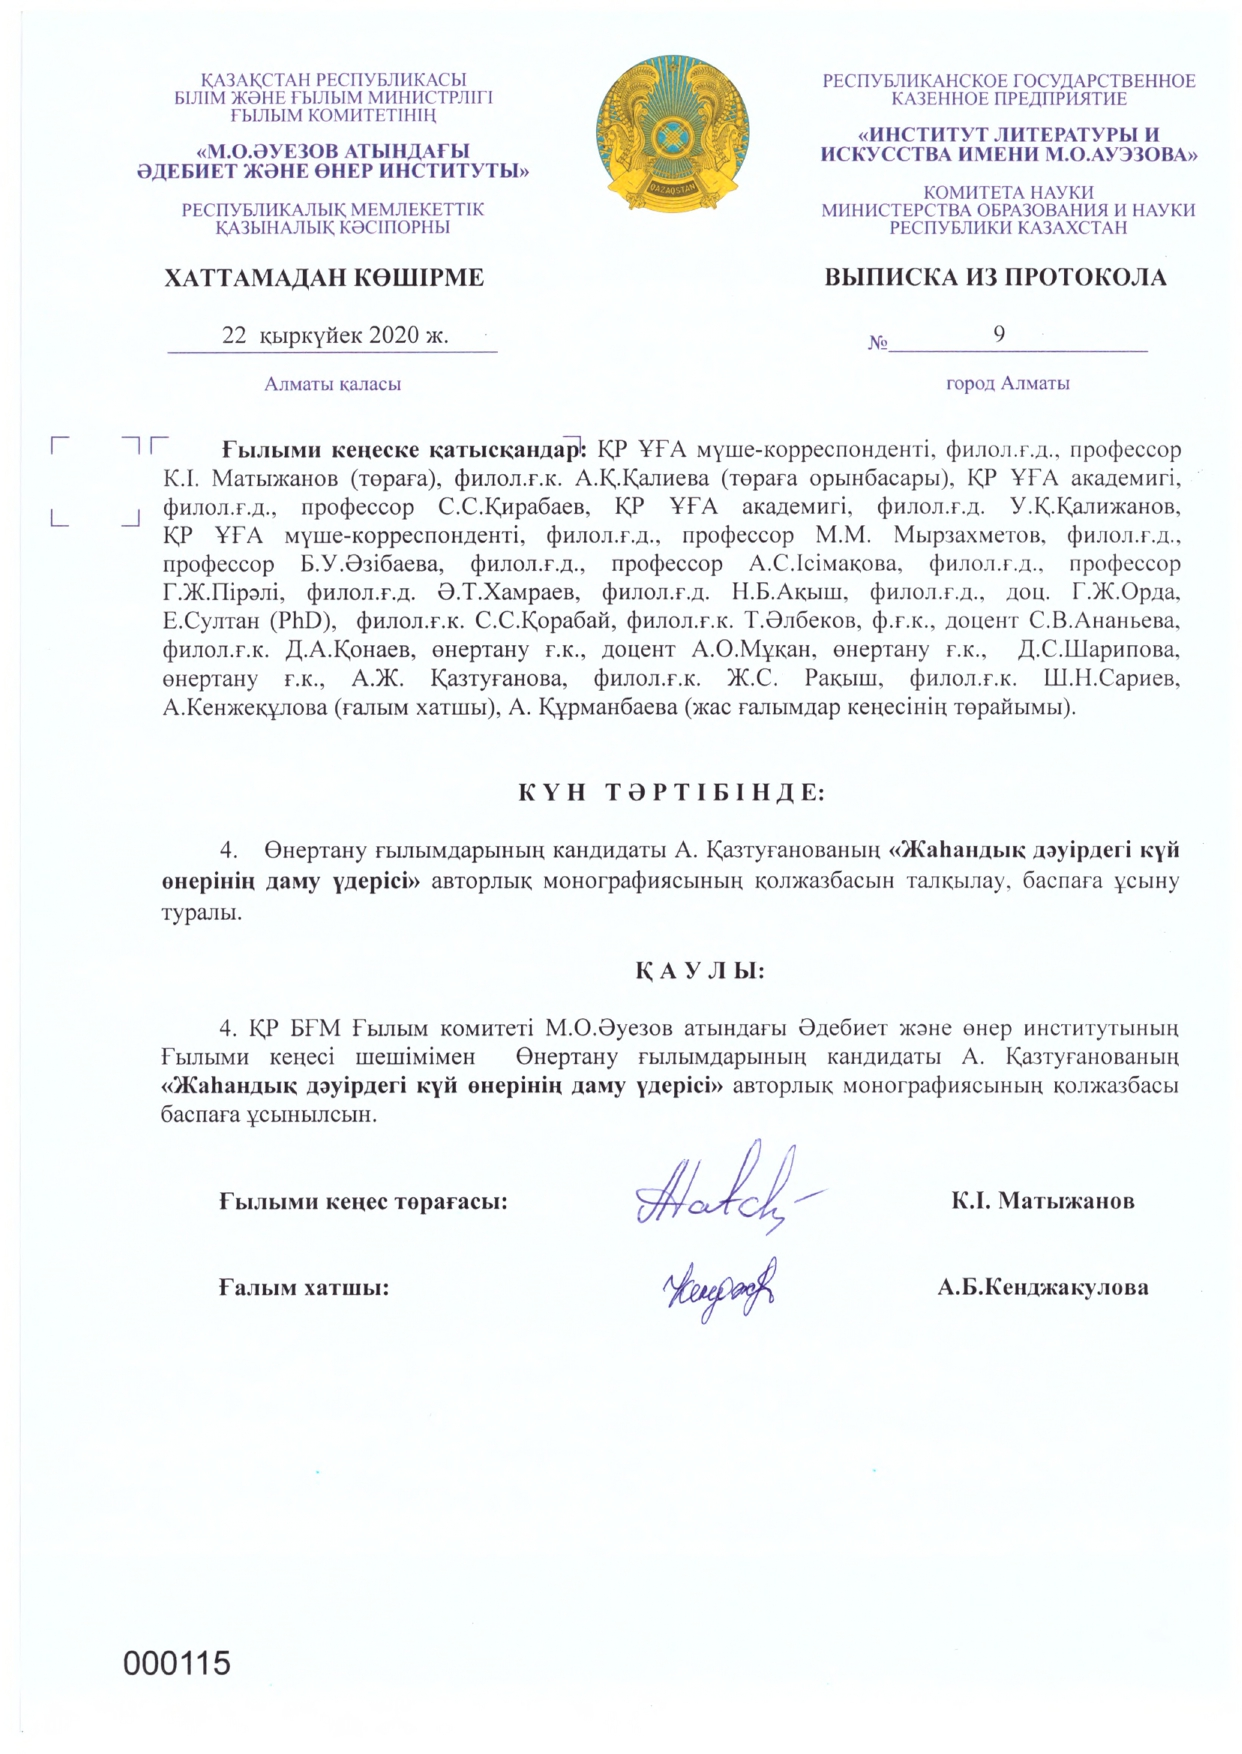 ҚАЗАҚСТАН РЕСПУБЛИКАСЫ
БІЛІМ ЖӘНЕ ҒЫЛЫМ МИНИСТРЛІГІ
ҒЫЛЫМ КОМИТЕТІНІҢ
«М.О.ӘУЕЗОВ АТЫНДАҒЫ
ӘДЕБИЕТ ЖӘНЕ ӨНЕР ИНСТИТУТЫ»
РЕСПУБЛИКАЛЫҚ МЕМЛЕКЕТТІК
ҚАЗЫНАЛЫҚ КӘСІПОРНЫ
QAZAQSTAN
РЕСПУБЛИКАНСКОЕ ГОСУДАРСТВЕННОЕ
КАЗЕННОЕ ПРЕДПРИЯТИЕ
«ИНСТИТУТ ЛИТЕРАТУРЫ И
ИСКУССТВА ИМЕНИ М.О.АУЭЗОВА»
КОМИТЕТА НАУКИ
МИНИСТЕРСТВА ОБРАЗОВАНИЯ И НАУКИ
РЕСПУБЛИКИ КАЗАХСТАН
ХАТТАМАДАН КӨШІРМЕ
ВЫПИСКА ИЗ ПРОТОКОЛА
22 қыркүйек 2020 ж.
№ 9
Алматы қаласы
город Алматы
Ғылыми кеңеске қатысқандар: ҚР ҰҒА мүше-корреспонденті, филол.ғ.д., профессор
К.І. Матыжанов (төраға), филол.ғ.к. А.Қ.Қалиева (төраға орынбасары), ҚР ҰҒА академигі,
филол.ғ.д., профессор С.С.Қирабаев, ҚР ҰҒА академигі, филол.ғ.д. У.Қ.Қалижанов,
ҚР ҰҒА мүше-корреспонденті, филол.ғ.д., профессор М.М. Мырзахметов, филол.ғ.д.,
профессор Б.У.Әзібаева, филол.ғ.д., профессор А.С.Ісімақова, филол.ғ.д., профессор
Г.Ж.Пірәлі, филол.ғ.д. Ә.Т.Хамраев, филол.ғ.д. Н.Б.Ақыш, филол.ғ.д., доц. Г.Ж.Орда,
Е.Султан (PhD), филол.ғ.к. С.С.Қорабай, филол.ғ.к. Т.Әлбеков, ф.ғ.к., доцент С.В.Ананьева,
филол.ғ.к. Д.А.Қонаев, өнертану ғ.к., доцент А.О.Мұқан, өнертану ғ.к., Д.С.Шарипова,
өнертану ғ.к., А.Ж. Қазтуғанова, филол.ғ.к. Ж.С. Рақыш, филол.ғ.к. Ш.Н.Сариев,
А.Кенжеқұлова (ғалым хатшы), А. Құрманбаева (жас ғалымдар кеңесінің төрайымы).
К Ү Н Т Ә Р Т І Б І Н Д Е:
4. Өнертану ғылымдарының кандидаты А. Қазтуғанованың «Жаһандық дәуірдегі күй
өнерінің даму үдерісі» авторлық монографиясының қолжазбасын талқылау, баспаға ұсыну
туралы.
Қ А У Л Ы:
4. ҚР БҒМ Ғылым комитеті М.О.Әуезов атындағы Әдебиет және өнер институтының
Ғылыми кеңесі шешімімен Өнертану ғылымдарының кандидаты А. Қазтуғанованың
«Жаһандық дәуірдегі күй өнерінің даму үдерісі» авторлық монографиясының қолжазбасы
баспаға ұсынылсын.
Ғылыми кеңес төрағасы: К.І. Матыжанов
Ғалым хатшы: А.Б.Кенджакулова
000115